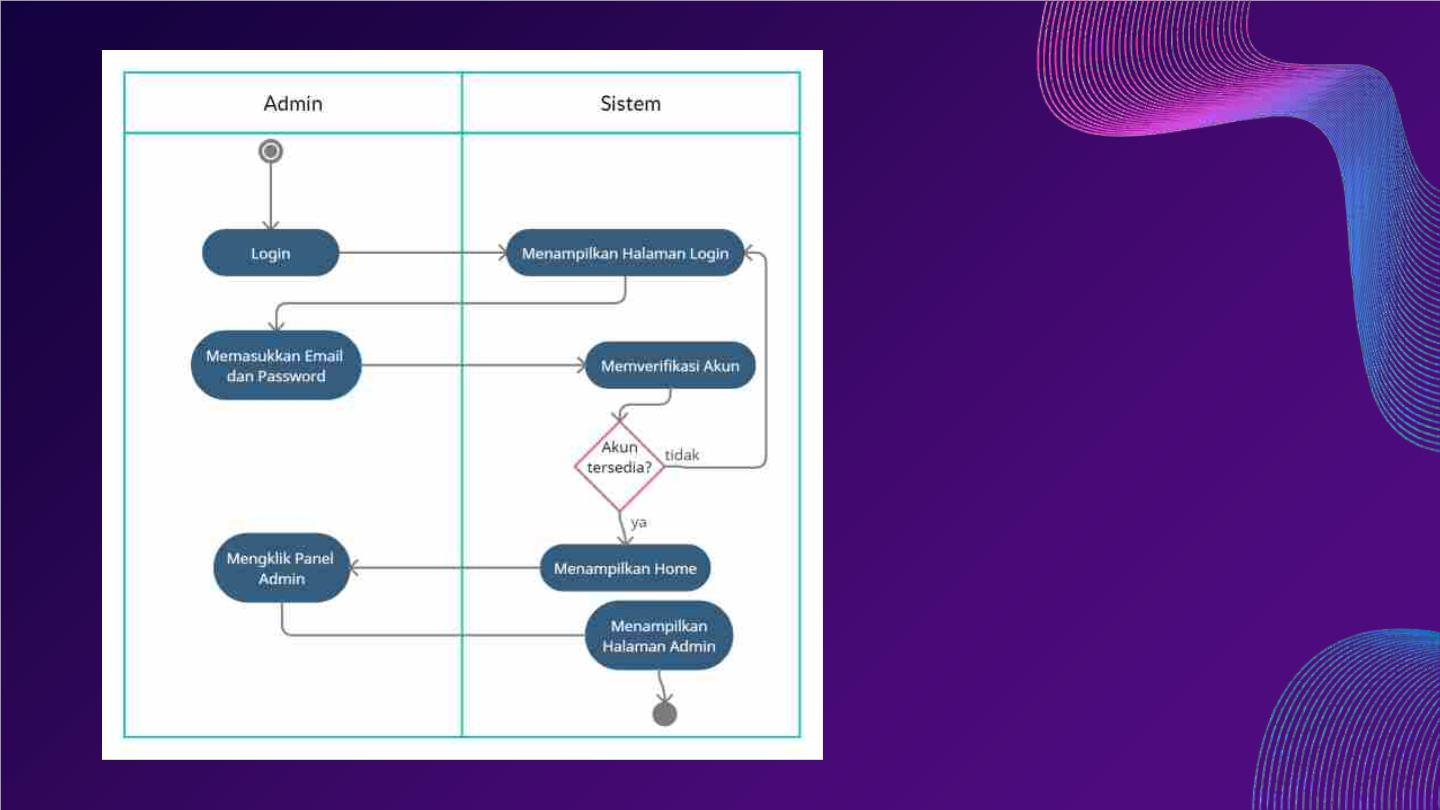 Admin
Sistem
Login
Menampilkan Halaman Login
Memasukkan Email
dan Password
Memverifikasi Akun
Akun
tersedia?
tidak
ya
Menampilkan Home
Mengklik Panel
Admin
Menampilkan
Halaman Admin